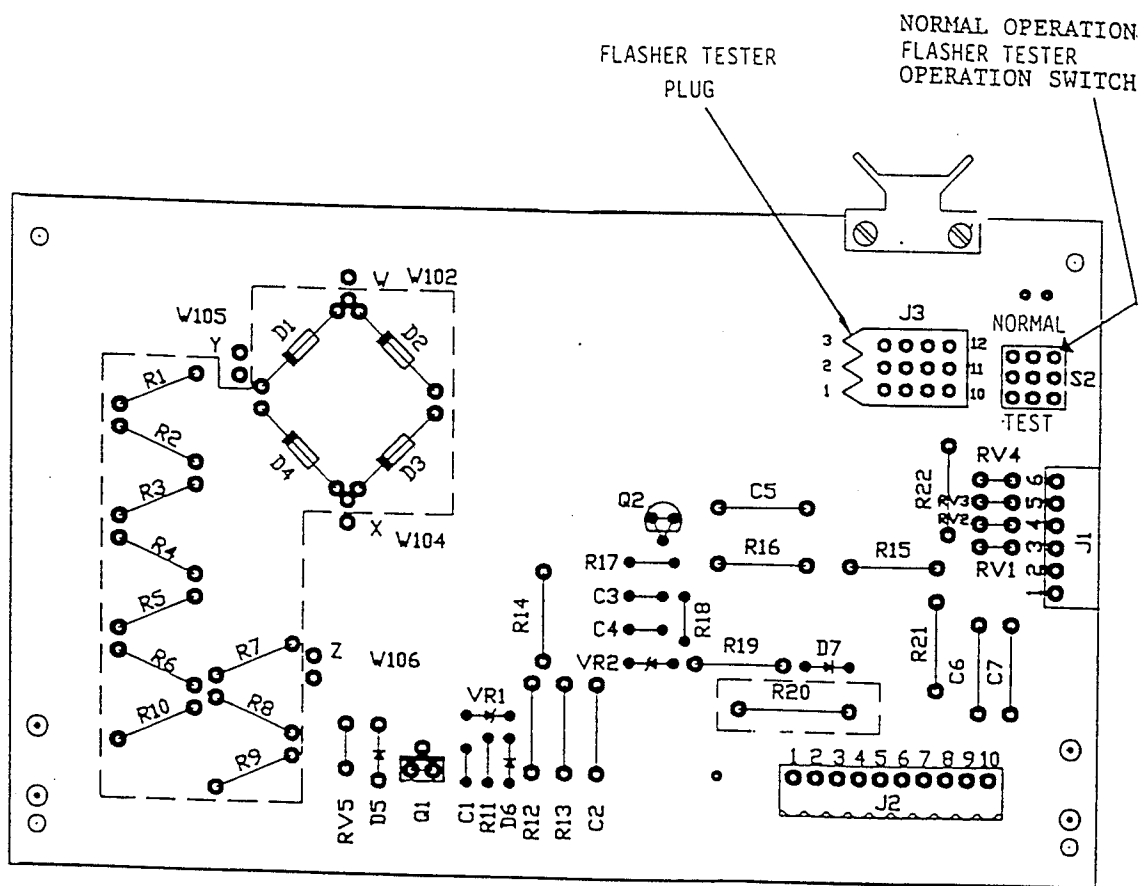 NORMAL OPERATION
FLASHER TESTER
OPERATION SWITCH
FLASHER TESTER
PLUG
W W102
W105
Y
D1
D2
D4
D3
X W104
J3
3
2
1
12
11
10
NORMAL
S2
TEST
R1
R2
R3
R4
R5
R6
R10
R7
R8
R9
Z
W106
Q2
C5
R17
R16
R15
R22
RV4
RV3
RV2
RV1
6
5
4
3
2
1
J1
C3
C4
R18
R14
VR2
R19
D7
R21
C6
C7
R20
VR1
RV5
D5
Q1
C1
R11
D6
R12
R13
C2
1 2 3 4 5 6 7 8 9 10
J2